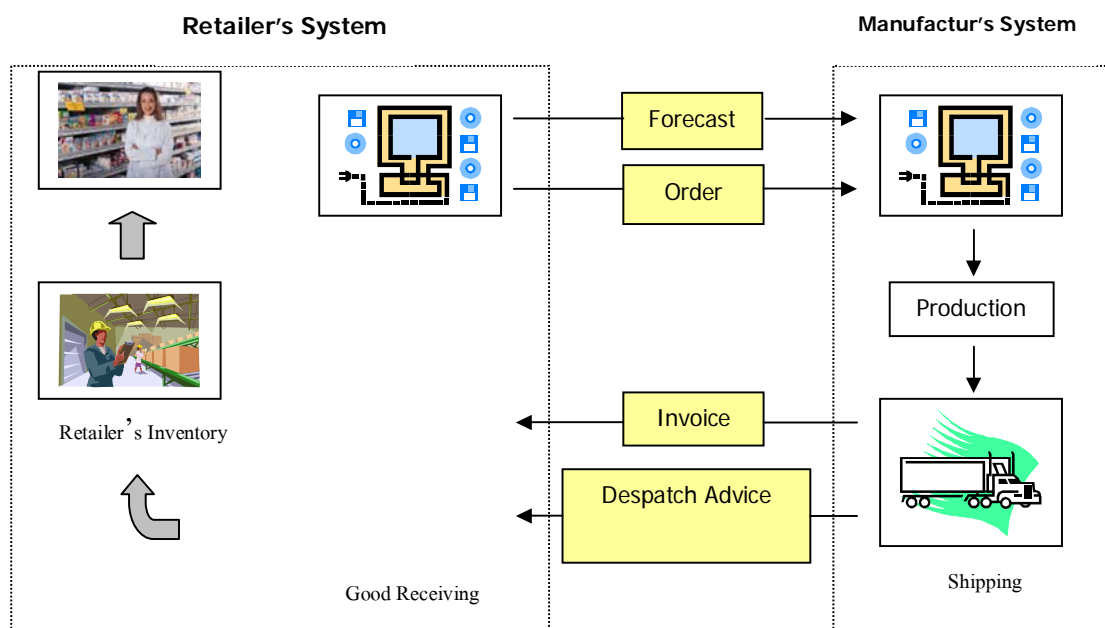 Retailer's System
Manufactur's System
Forecast
Order
Production
Invoice
Retailer's Inventory
Despatch Advice
Good Receiving
Shipping